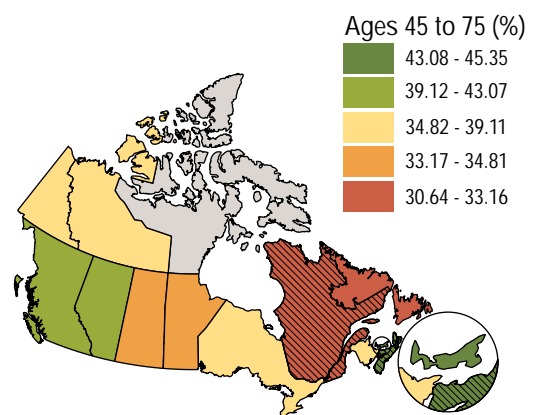 Ages 45 to 75 (%)
43.08 - 45.35
39.12 - 43.07
34.82 - 39.11
33.17 - 34.81
30.64 - 33.16